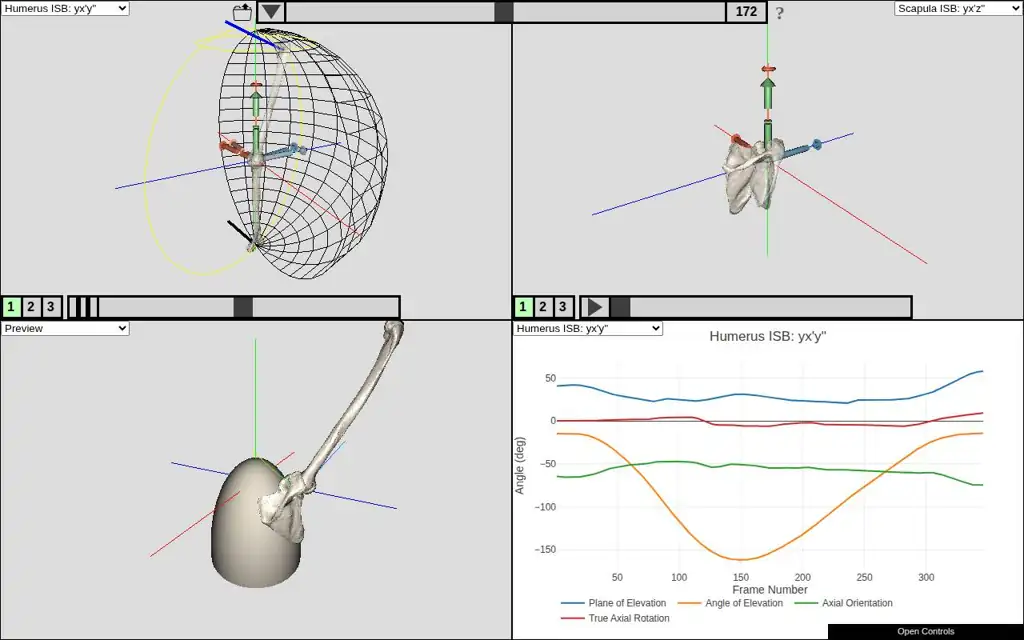 Humerus ISB: yx'y"
172
?
Scapula ISB: yx'z"
1 2 3
1 2 3
Preview
Humerus ISB: yx'y"
Humerus ISB: yx'y"
50
0
−50
−100
−150
Angle (deg)
50 100 150 200 250 300
Frame Number
Plane of Elevation Angle of Elevation Axial Orientation
True Axial Rotation
Open Controls